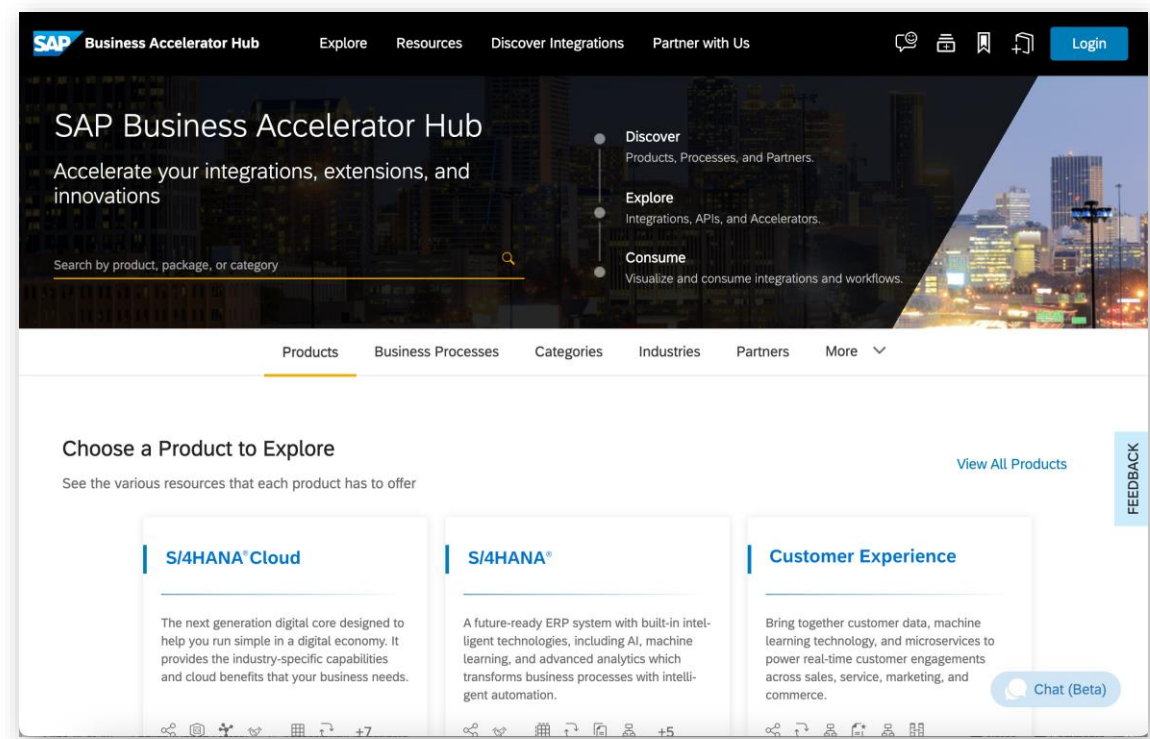 SAP Business Accelerator Hub Explore Resources Discover Integrations Partner with Us Login
SAP Business Accelerator Hub
Accelerate your integrations, extensions, and
innovations
Search by product, package, or category
Discover
Products, Processes, and Partners.
Explore
Integrations, APIs, and Accelerators.
Consume
Visualize and consume integrations and workflows.
Products Business Processes Categories Industries Partners More
Choose a Product to Explore
See the various resources that each product has to offer
View All Products
FEEDBACK
S/4HANA® Cloud
The next generation digital core designed to
help you run simple in a digital economy. It
provides the industry-specific capabilities
and cloud benefits that your business needs.
+7
S/4HANA®
A future-ready ERP system with built-in intel-
ligent technologies, including AI, machine
learning, and advanced analytics which
transforms business processes with intelli-
gent automation.
+5
Customer Experience
Bring together customer data, machine
learning technology, and microservices to
power real-time customer engagements
across sales, service, marketing, and
commerce.
Chat (Beta)